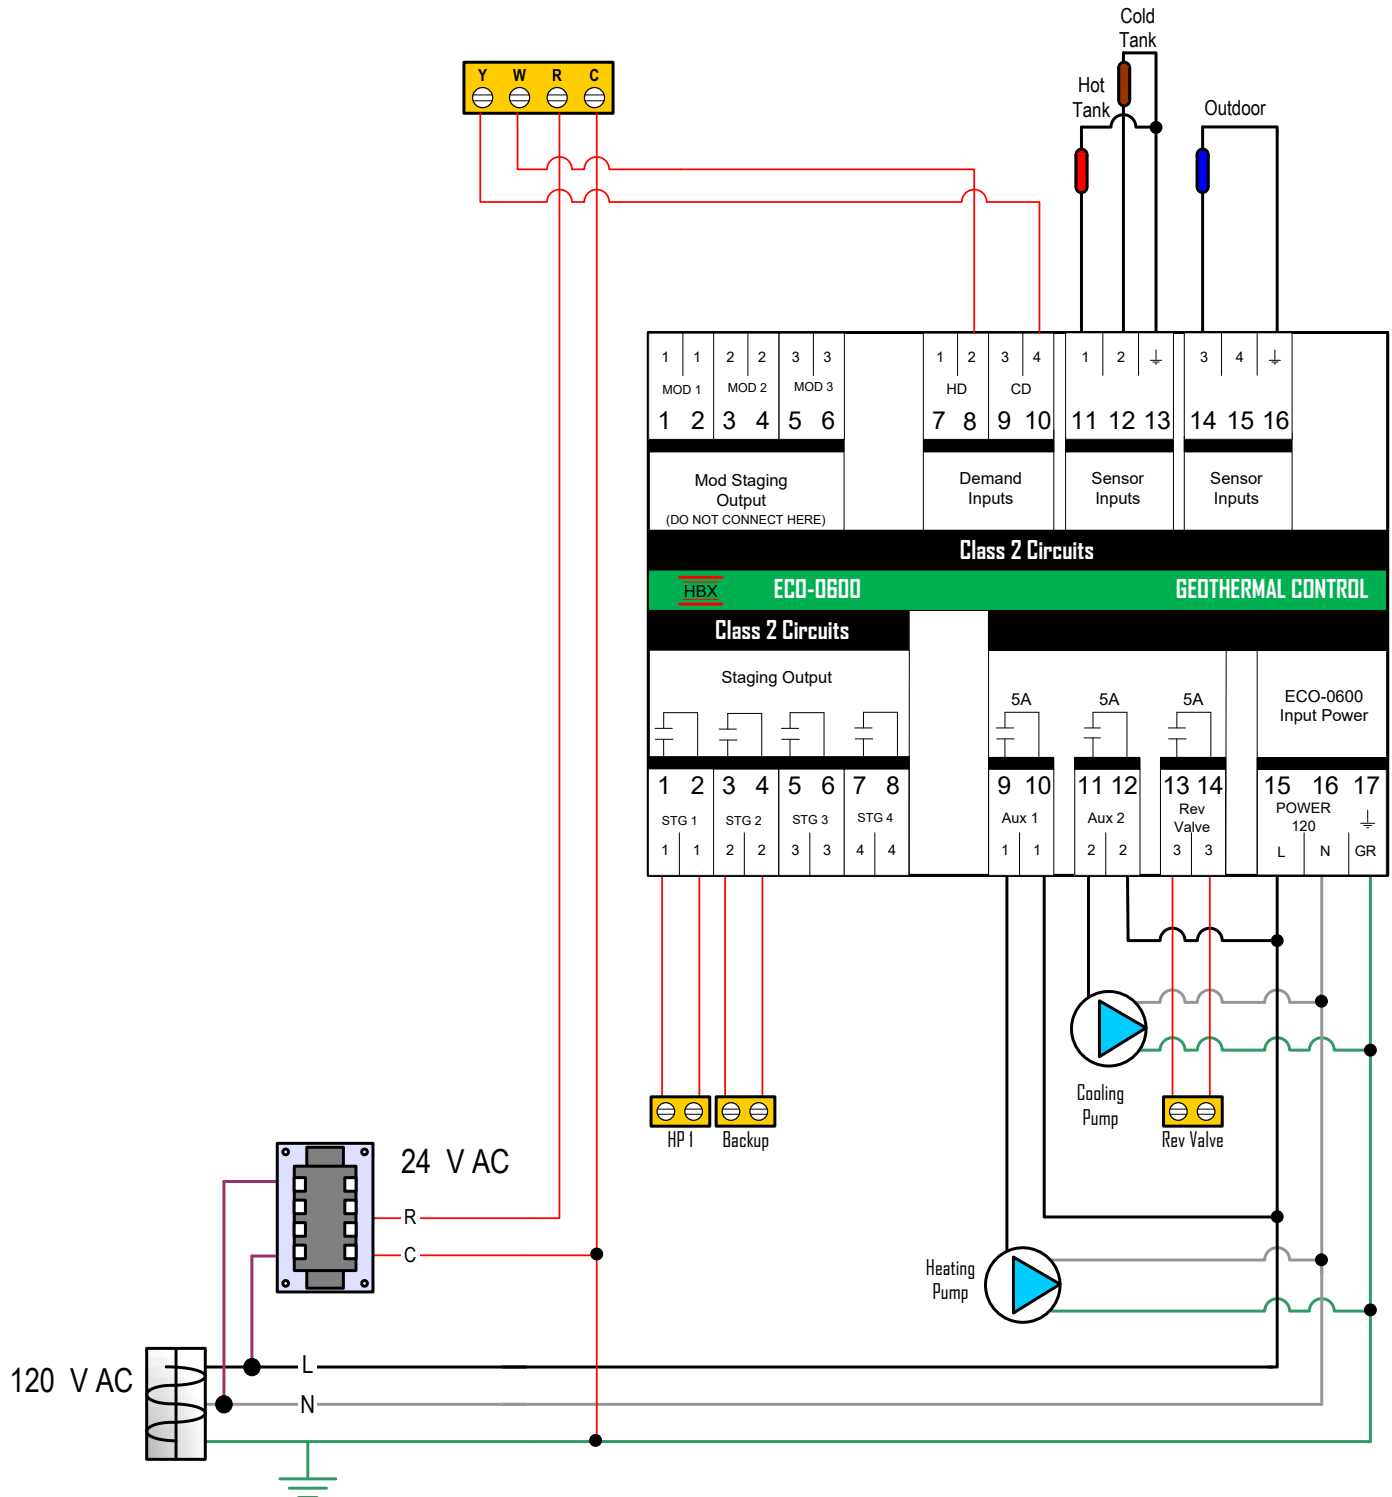 Cold
Tank
Y W R C
Hot
Tank
Outdoor
1 1 2 2 3 3 1 2 3 4 1 2 3 4
MOD 1 MOD 2 MOD 3 HD CD
1 2 3 4 5 6 7 8 9 10 11 12 13 14 15 16
Mod Staging
Output
(DO NOT CONNECT HERE)
Demand
Inputs
Sensor
Inputs
Sensor
Inputs
Class 2 Circuits
HBX ECO-0600 GEOTHERMAL CONTROL
Class 2 Circuits
Staging Output
5A 5A 5A
ECO-0600
Input Power
1 2 3 4 5 6 7 8 9 10 11 12 13 14 15 16 17
STG 1 STG 2 STG 3 STG 4 Aux 1 Aux 2
Rev
Valve
POWER
120
1 1 2 2 3 3 4 4 1 1 2 2 3 3 L N GR
Cooling
Pump
HP 1 Backup Rev Valve
24 V AC
R
C
Heating
Pump
120 V AC
L
N